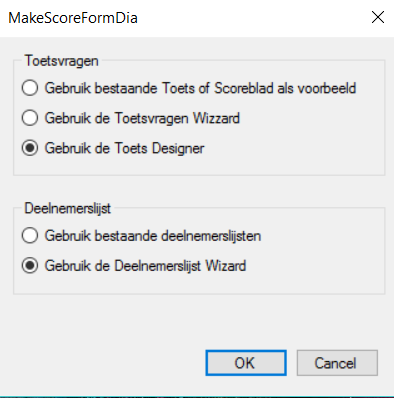 MakeScoreFormDia
Toetsvragen
Gebruik bestaande Toets of Scoreblad als voorbeeld
Gebruik de Toetsvragen Wizzard
Gebruik de Toets Designer
Deelnemerslijst
Gebruik bestaande deelnemerslijsten
Gebruik de Deelnemerslijst Wizard
OK
Cancel